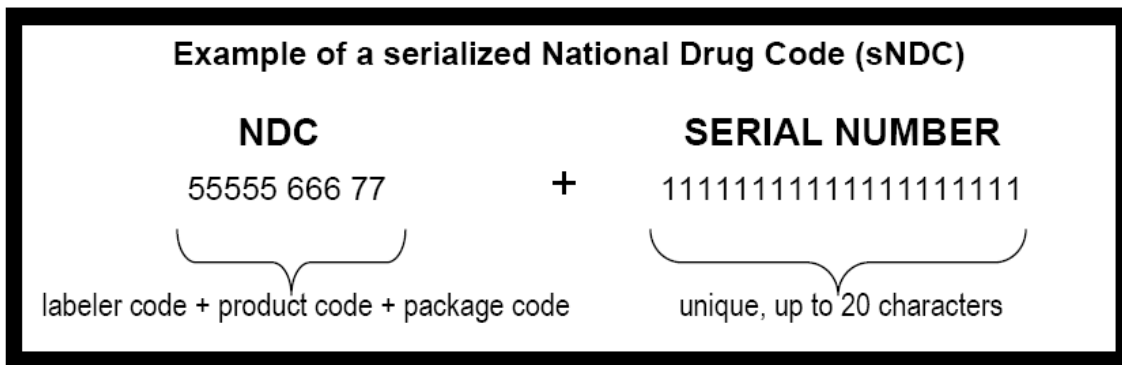 Example of a serialized National Drug Code (sNDC)
NDC
SERIAL NUMBER
55555 666 77
+
11111111111111111111
labeler code + product code + package code
unique, up to 20 characters